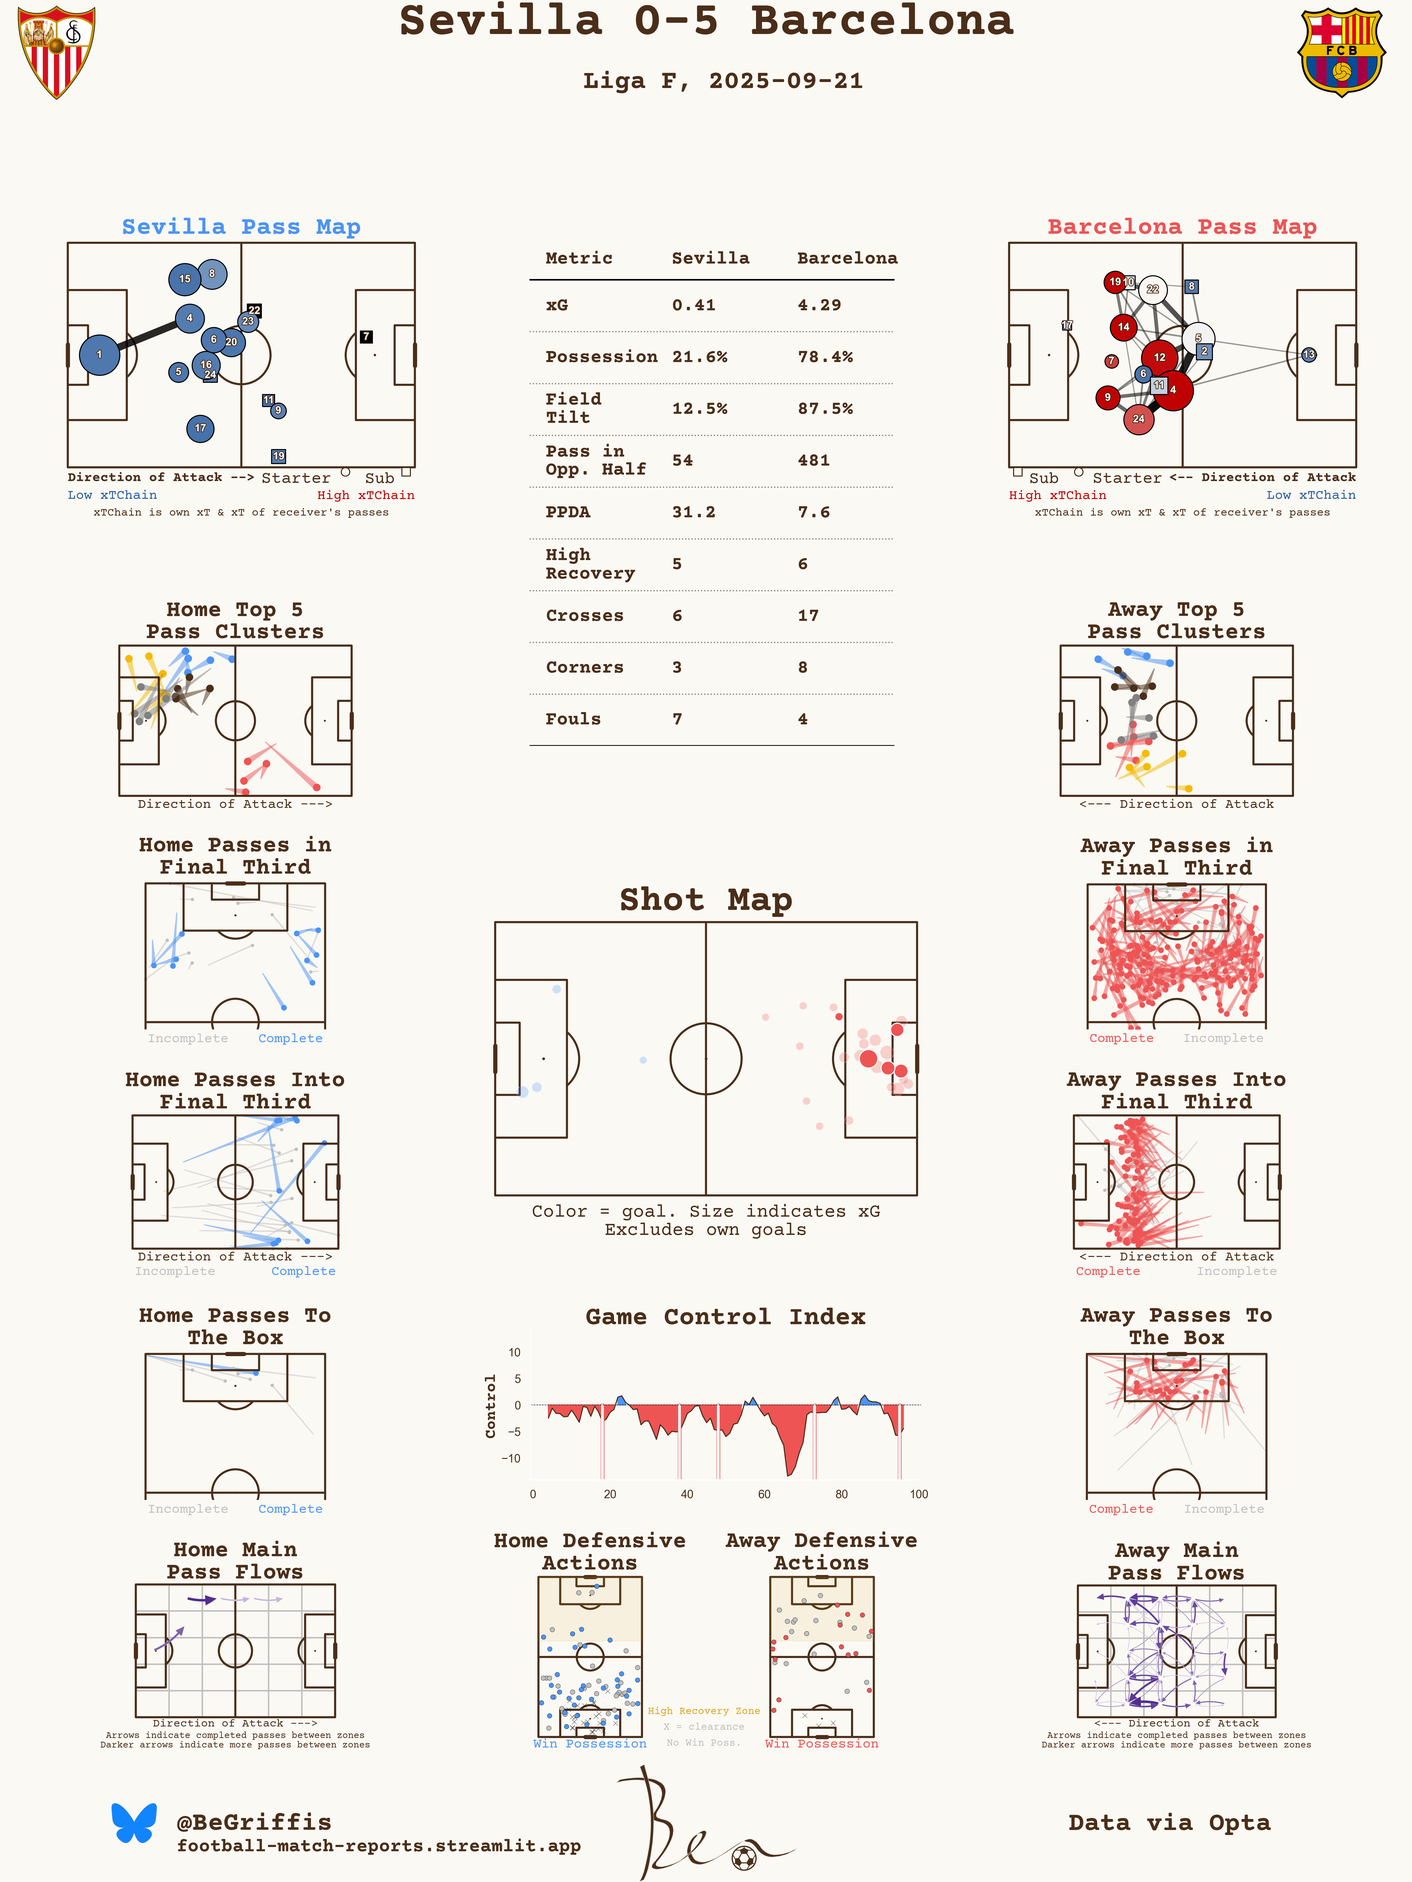 Sevilla 0-5 Barcelona
Liga F, 2025-09-21
FCB
Sevilla Pass Map
15
8
22
4
23
7
6
20
1
16
5
24
11
9
17
19
Direction of Attack --> Starter Sub
Low xTChain High xTChain
xTChain is own xT & xT of receiver's passes
Metric Sevilla Barcelona
xG 0.41 4.29
Possession 21.6% 78.4%
Field
Tilt 12.5% 87.5%
Pass in
Opp. Half 54 481
PPDA 31.2 7.6
High
Recovery 5 6
Crosses 6 17
Corners 3 8
Fouls 7 4
Barcelona Pass Map
19
10
22
8
17
14
5
2
7
12
13
6
11
4
9
24
Sub Starter <-- Direction of Attack
High xTChain Low xTChain
xTChain is own xT & xT of receiver's passes
Home Top 5
Pass Clusters
Direction of Attack --->
Away Top 5
Pass Clusters
<--- Direction of Attack
Home Passes in
Final Third
Incomplete Complete
Shot Map
Color = goal. Size indicates xG
Excludes own goals
Away Passes in
Final Third
Complete Incomplete
Home Passes Into
Final Third
Direction of Attack --->
Incomplete Complete
Away Passes Into
Final Third
<--- Direction of Attack
Complete Incomplete
Home Passes To
The Box
Incomplete Complete
Game Control Index
Control
10
5
0
−5
−10
0 20 40 60 80 100
Away Passes To
The Box
Complete Incomplete
Home Main
Pass Flows
Direction of Attack --->
Arrows indicate completed passes between zones
Darker arrows indicate more passes between zones
Home Defensive
Actions
Win Possession
High Recovery Zone
X = clearance
No Win Poss.
Away Defensive
Actions
Win Possession
Away Main
Pass Flows
<--- Direction of Attack
Arrows indicate completed passes between zones
Darker arrows indicate more passes between zones
@BeGriffis
football-match-reports.streamlit.app
Ben
Data via Opta